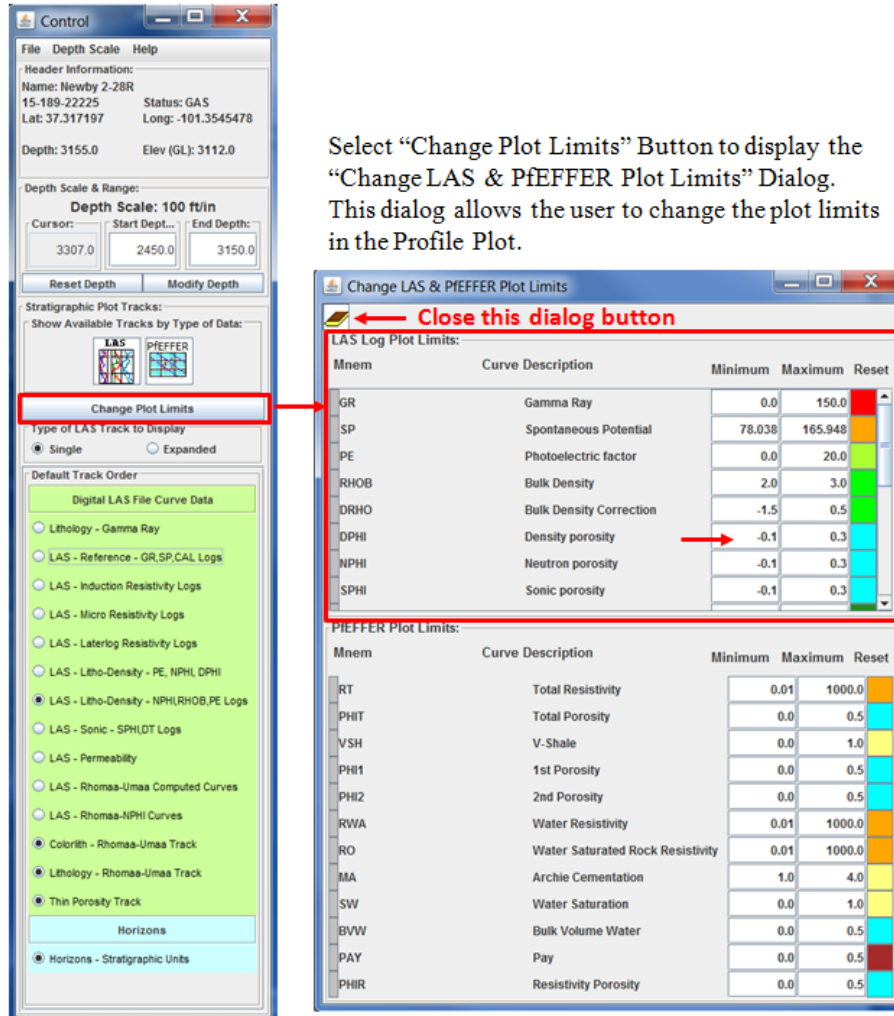 Control
File Depth Scale Help
Header Information:
Name: Newby 2-28R
15-189-22225 Status: GAS
Lat: 37.317197 Long: -101.3545478
Depth: 3155.0 Elev (GL): 3112.0
Depth Scale & Range:
Depth Scale: 100 ft/in
Cursor: Start Dept... End Depth:
3307.0 2450.0 3150.0
Reset Depth Modify Depth
Stratigraphic Plot Tracks:
Show Available Tracks by Type of Data:
LAS PfEFFER
Change Plot Limits
Type of LAS Track to Display
Single Expanded
Default Track Order
Digital LAS File Curve Data
Lithology - Gamma Ray
LAS - Reference - GR,SP,CAL Logs
LAS - Induction Resistivity Logs
LAS - Micro Resistivity Logs
LAS - Laterlog Resistivity Logs
LAS - Litho-Density - PE, NPHI, DPHI
LAS - Litho-Density - NPHI,RHOB,PE Logs
LAS - Sonic - SPHI,DT Logs
LAS - Permeability
LAS - Rhomaa-Umaa Computed Curves
LAS - Rhomaa-NPHI Curves
Colorlith - Rhomaa-Umaa Track
Lithology - Rhomaa-Umaa Track
Thin Porosity Track
Horizons
Horizons - Stratigraphic Units
Select “Change Plot Limits” Button to display the
“Change LAS & PfEFFER Plot Limits” Dialog.
This dialog allows the user to change the plot limits
in the Profile Plot.
Change LAS & PfEFFER Plot Limits
Close this dialog button
LAS Log Plot Limits:
Mnem Curve Description Minimum Maximum Reset
GR Gamma Ray 0.0 150.0
SP Spontaneous Potential 78.038 165.948
PE Photoelectric factor 0.0 20.0
RHOB Bulk Density 2.0 3.0
DRHO Bulk Density Correction -1.5 0.5
DPHI Density porosity -0.1 0.3
NPHI Neutron porosity -0.1 0.3
SPHI Sonic porosity -0.1 0.3
PfEFFER Plot Limits:
Mnem Curve Description Minimum Maximum Reset
RT Total Resistivity 0.01 1000.0
PHIT Total Porosity 0.0 0.5
VSH V-Shale 0.0 1.0
PHI1 1st Porosity 0.0 0.5
PHI2 2nd Porosity 0.0 0.5
RWA Water Resistivity 0.01 1000.0
RO Water Saturated Rock Resistivity 0.01 1000.0
MA Archie Cementation 1.0 4.0
SW Water Saturation 0.0 1.0
BVW Bulk Volume Water 0.0 0.5
PAY Pay 0.0 0.5
PHIR Resistivity Porosity 0.0 0.5